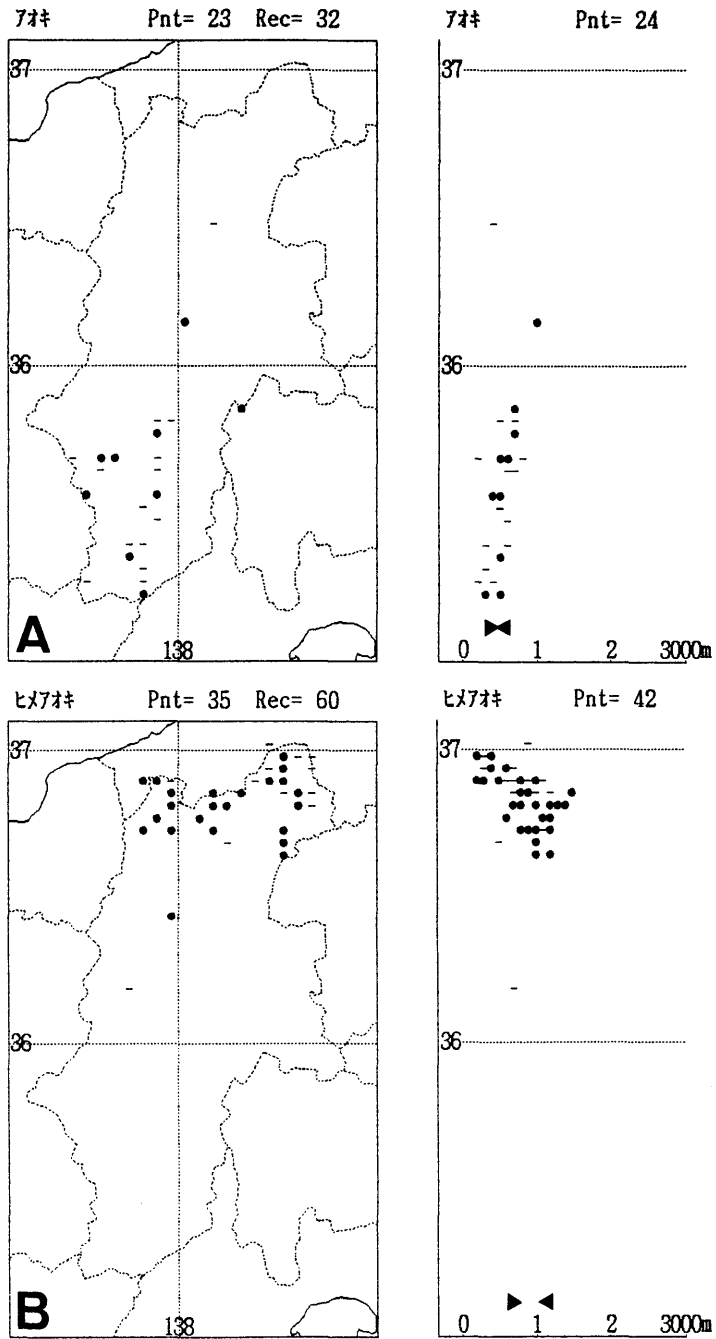 ｱｵｷ Pnt= 23 Rec= 32
ｱｵｷ Pnt= 24
37
37
36
36
A
138
0 1 2 3000m
ﾋﾒｱｵｷ Pnt= 35 Rec= 60
ﾋﾒｱｵｷ Pnt= 42
37
37
36
36
B
138
0 1 2 3000m